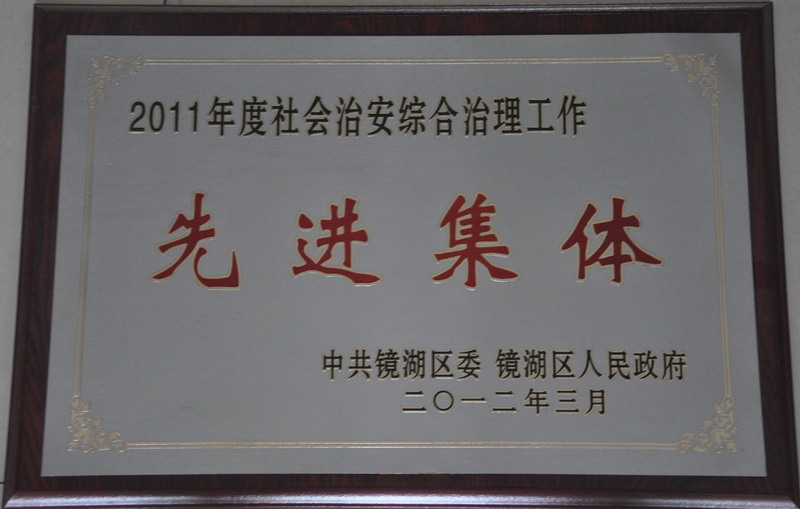 2011年度社会治安综合治理工作
先进集体
中共镜湖区委 镜湖区人民政府
二〇一二年三月